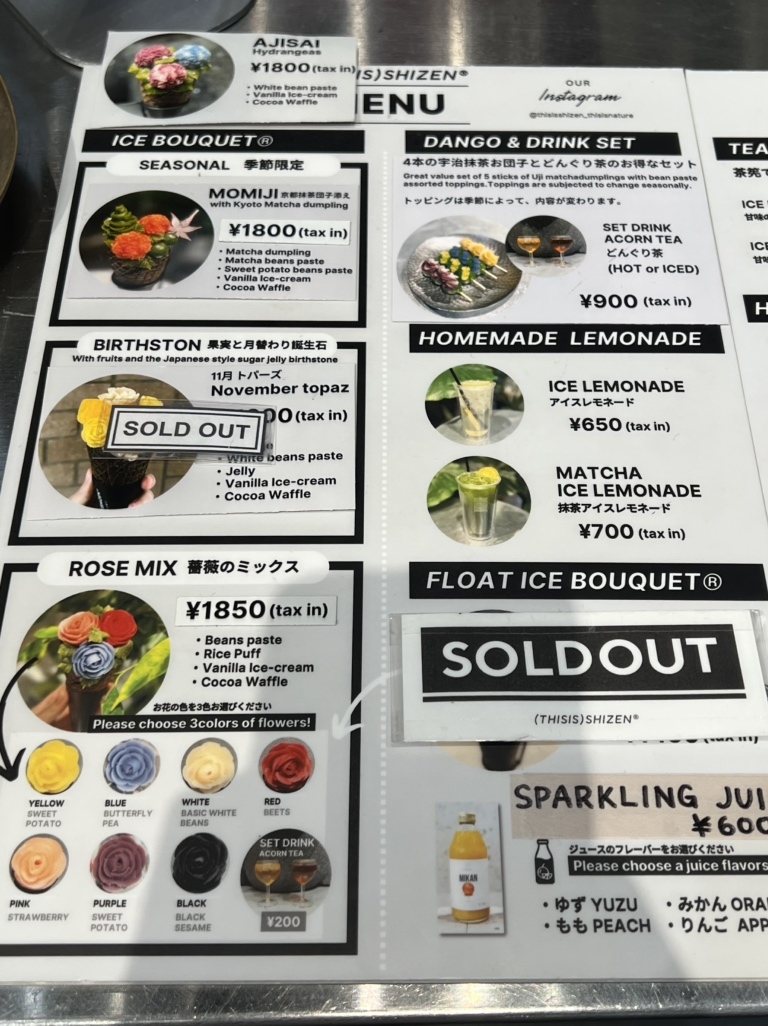 AJISAI
Hydrangeas
¥1800(tax in)
• White bean paste
• Vanilla Ice-cream
• Cocoa Waffle
IS)SHIZEN®
ENU
OUR
Instagram
@thisisshizen_thisisnature
ICE BOUQUET®
SEASONAL 季節限定
MOMIJI 京都抹茶団子添え
with Kyoto Matcha dumpling
¥1800(tax in)
• Matcha dumpling
• Matcha beans paste
• Sweet potato beans paste
• Vanilla Ice-cream
• Cocoa Waffle
BIRTHSTON 果実と月替わり誕生石
With fruits and the Japanese style sugar jelly birthstone
11月 トパーズ
November topaz
00(tax in)
SOLD OUT
• White beans paste
• Jelly
• Vanilla Ice-cream
• Cocoa Waffle
ROSE MIX 薔薇のミックス
¥1850(tax in)
• Beans paste
• Rice Puff
• Vanilla Ice-cream
• Cocoa Waffle
お花の色を3色お選びください
Please choose 3colors of flowers!
YELLOW
SWEET
POTATO
BLUE
BUTTERFLY
PEA
WHITE
BASIC WHITE
BEANS
RED
BEETS
PINK
STRAWBERRY
PURPLE
SWEET
POTATO
BLACK
BLACK
SESAME
SET DRINK
ACORN TEA
¥200
DANGO & DRINK SET
4本の宇治抹茶お団子とどんぐり茶のお得なセット
Great value set of 5 sticks of Uji matchadumplings with bean paste
assorted toppings.Toppings are subjected to change seasonally.
トッピングは季節によって、内容が変わります。
SET DRINK
ACORN TEA
どんぐり茶
(HOT or ICED)
¥900 (tax in)
HOMEMADE LEMONADE
ICE LEMONADE
アイスレモネード
¥650 (tax in)
MATCHA
ICE LEMONADE
抹茶アイスレモネード
¥700 (tax in)
FLOAT ICE BOUQUET®
SOLDOUT
(THISIS)SHIZEN®
SPARKLING JUI
¥600
MIKAN
ジュースのフレーバーをお選びください
Please choose a juice flavors
• ゆず YUZU • みかん ORA
• もも PEACH • りんご APP
TEA
茶苑で
ICE
甘味の
ICE
甘味
H